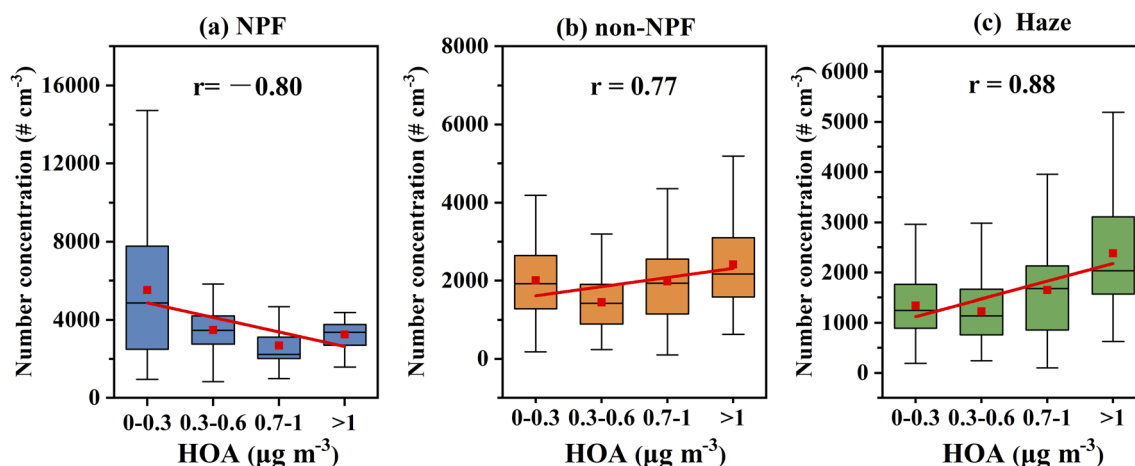 (a) NPF
r= —0.80
Number concentration (# cm-3)
16000
12000
8000
4000
0
0-0.3 0.3-0.6 0.7-1 >1
HOA (μg m-3)
(b) non-NPF
r = 0.77
Number concentration (# cm-3)
8000
6000
4000
2000
0
0-0.3 0.3-0.6 0.7-1 >1
HOA (μg m-3)
(c) Haze
r = 0.88
Number concentration (# cm-3)
6000
5000
4000
3000
2000
1000
0
0-0.3 0.3-0.6 0.7-1 >1
HOA (μg m-3)